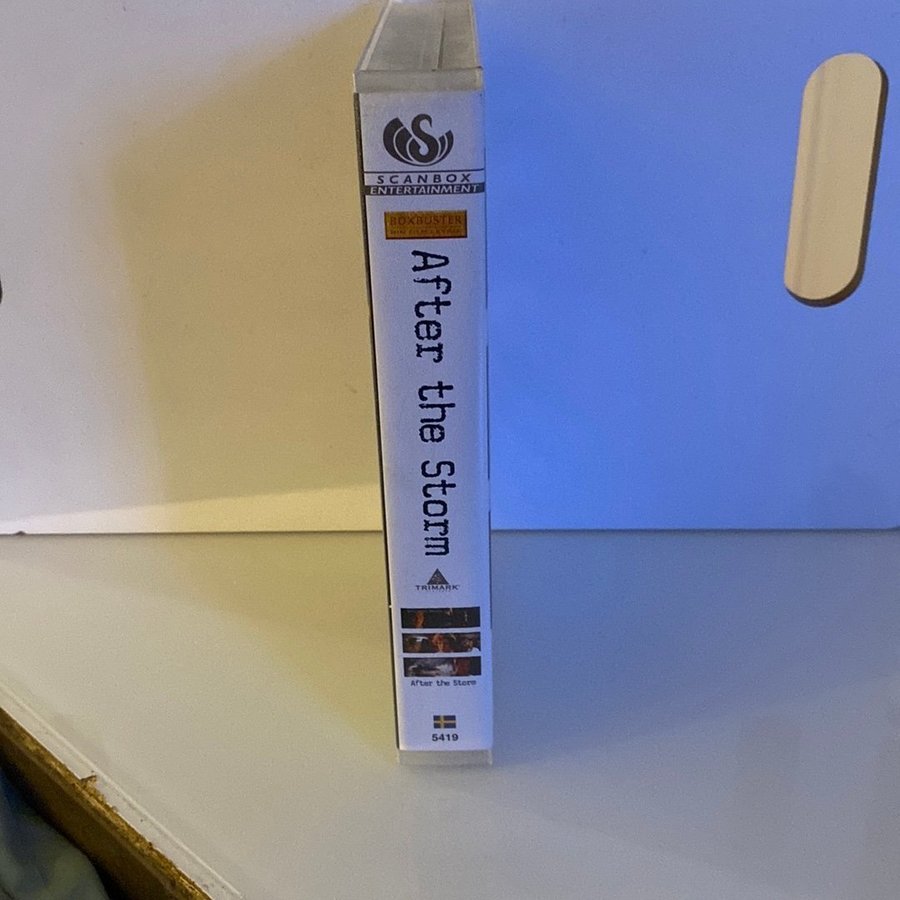 SCANBOX
ENTERTAINMENT
BOXBUSTER
After the Storm
TRIMARK
After the Storm
5419